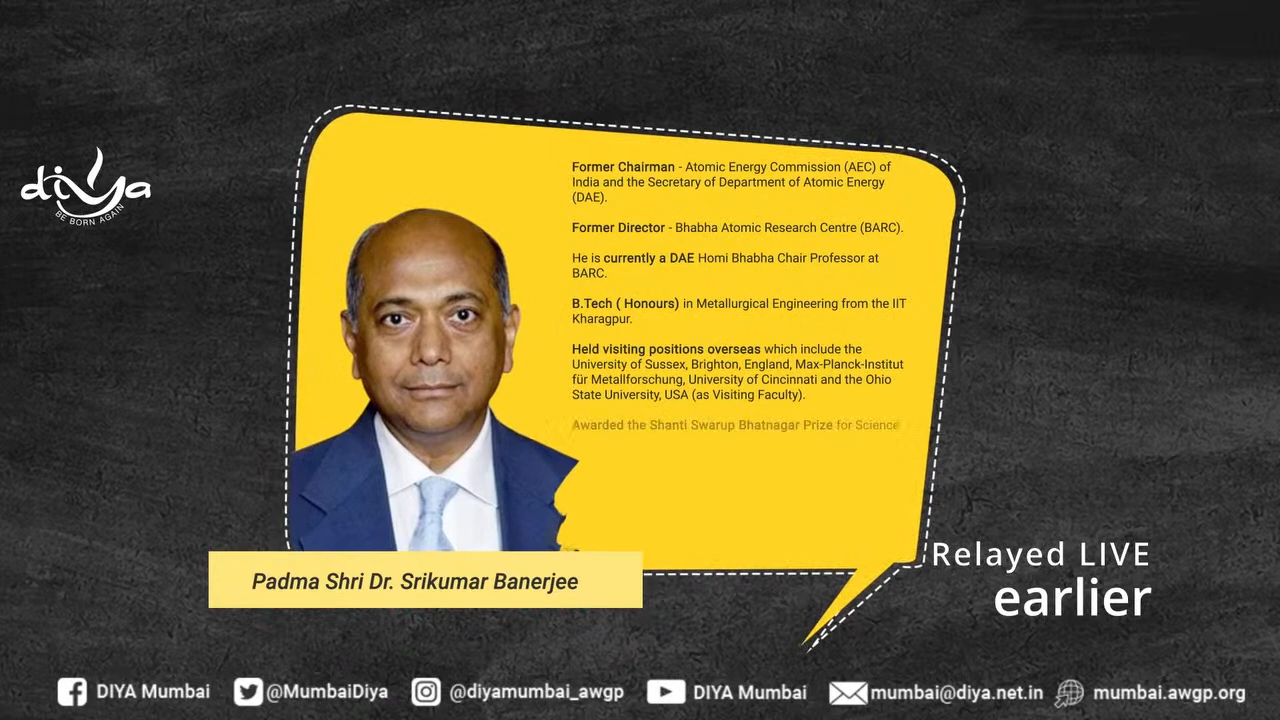 diya
BE BORN AGAIN
Former Chairman - Atomic Energy Commission (AEC) of
India and the Secretary of Department of Atomic Energy
(DAE).
Former Director - Bhabha Atomic Research Centre (BARC).
He is currently a DAE Homi Bhabha Chair Professor at
BARC.
B.Tech ( Honours) in Metallurgical Engineering from the IIT
Kharagpur.
Held visiting positions overseas which include the
University of Sussex, Brighton, England, Max-Planck-Institut
für Metallforschung, University of Cincinnati and the Ohio
State University, USA (as Visiting Faculty).
Awarded the Shanti Swarup Bhatnagar Prize for Science
Padma Shri Dr. Srikumar Banerjee
Relayed LIVE
earlier
DIYA Mumbai @MumbaiDiya @diyamumbai_awgp DIYA Mumbai mumbai@diya.net.in mumbai.awgp.org